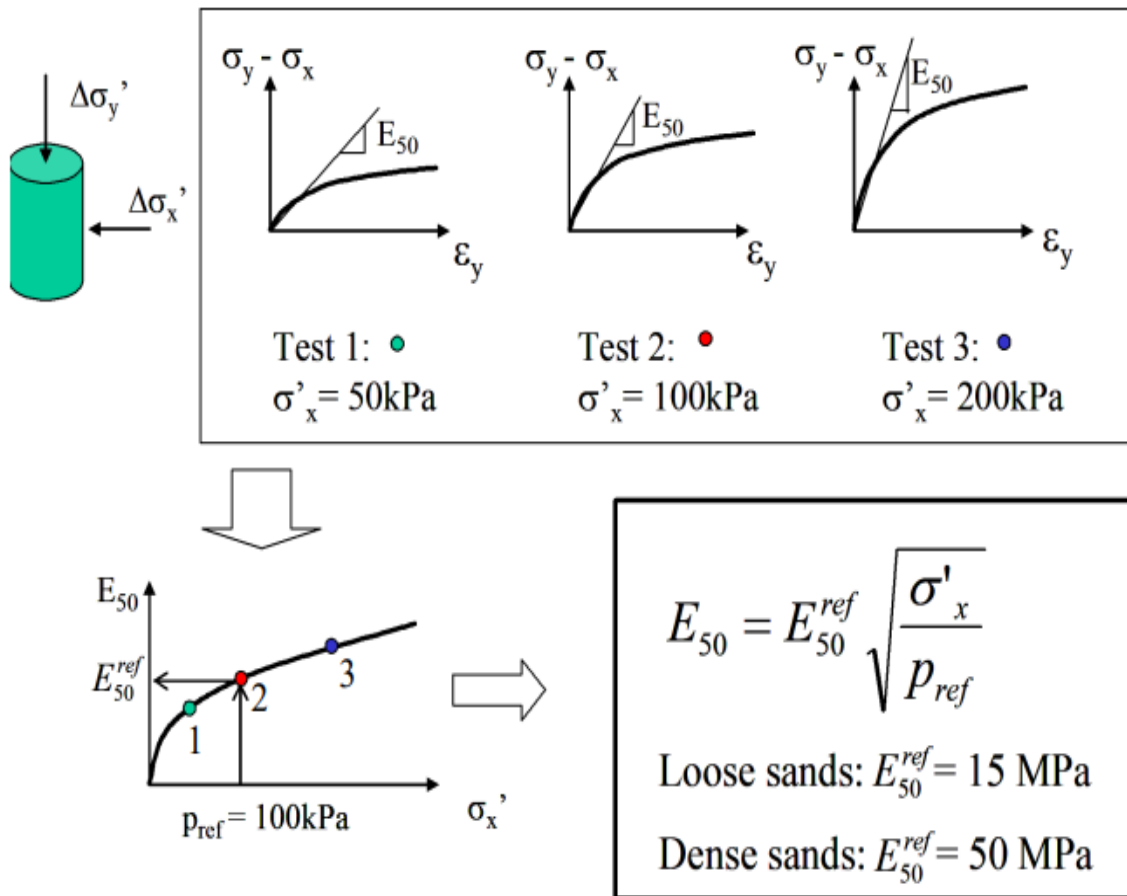 Δσy'
Δσx'
σy - σx
E50
εy
σy - σx
E50
εy
σy - σx
E50
εy
Test 1:
σ'x = 50kPa
Test 2:
σ'x = 100kPa
Test 3:
σ'x = 200kPa
E50
E50^ref
1
2
3
pref = 100kPa
σx'
E50 = E50^ref √(σ'x / pref)
Loose sands: E50^ref = 15 MPa
Dense sands: E50^ref = 50 MPa